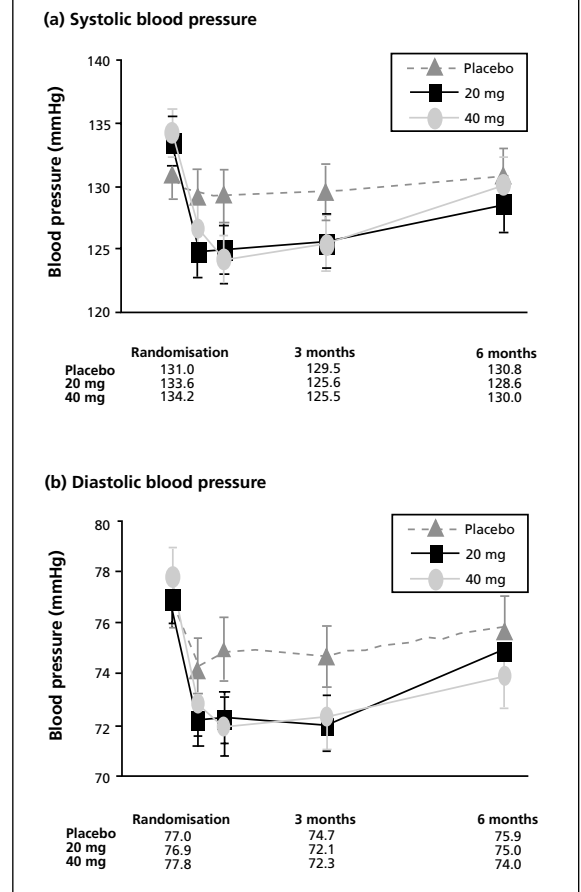 (a) Systolic blood pressure
140
135
130
125
120
Blood pressure (mmHg)
Placebo
20 mg
40 mg
Randomisation 3 months 6 months
Placebo 131.0 129.5 130.8
20 mg 133.6 125.6 128.6
40 mg 134.2 125.5 130.0
(b) Diastolic blood pressure
80
78
76
74
72
70
Blood pressure (mmHg)
Placebo
20 mg
40 mg
Randomisation 3 months 6 months
Placebo 77.0 74.7 75.9
20 mg 76.9 72.1 75.0
40 mg 77.8 72.3 74.0